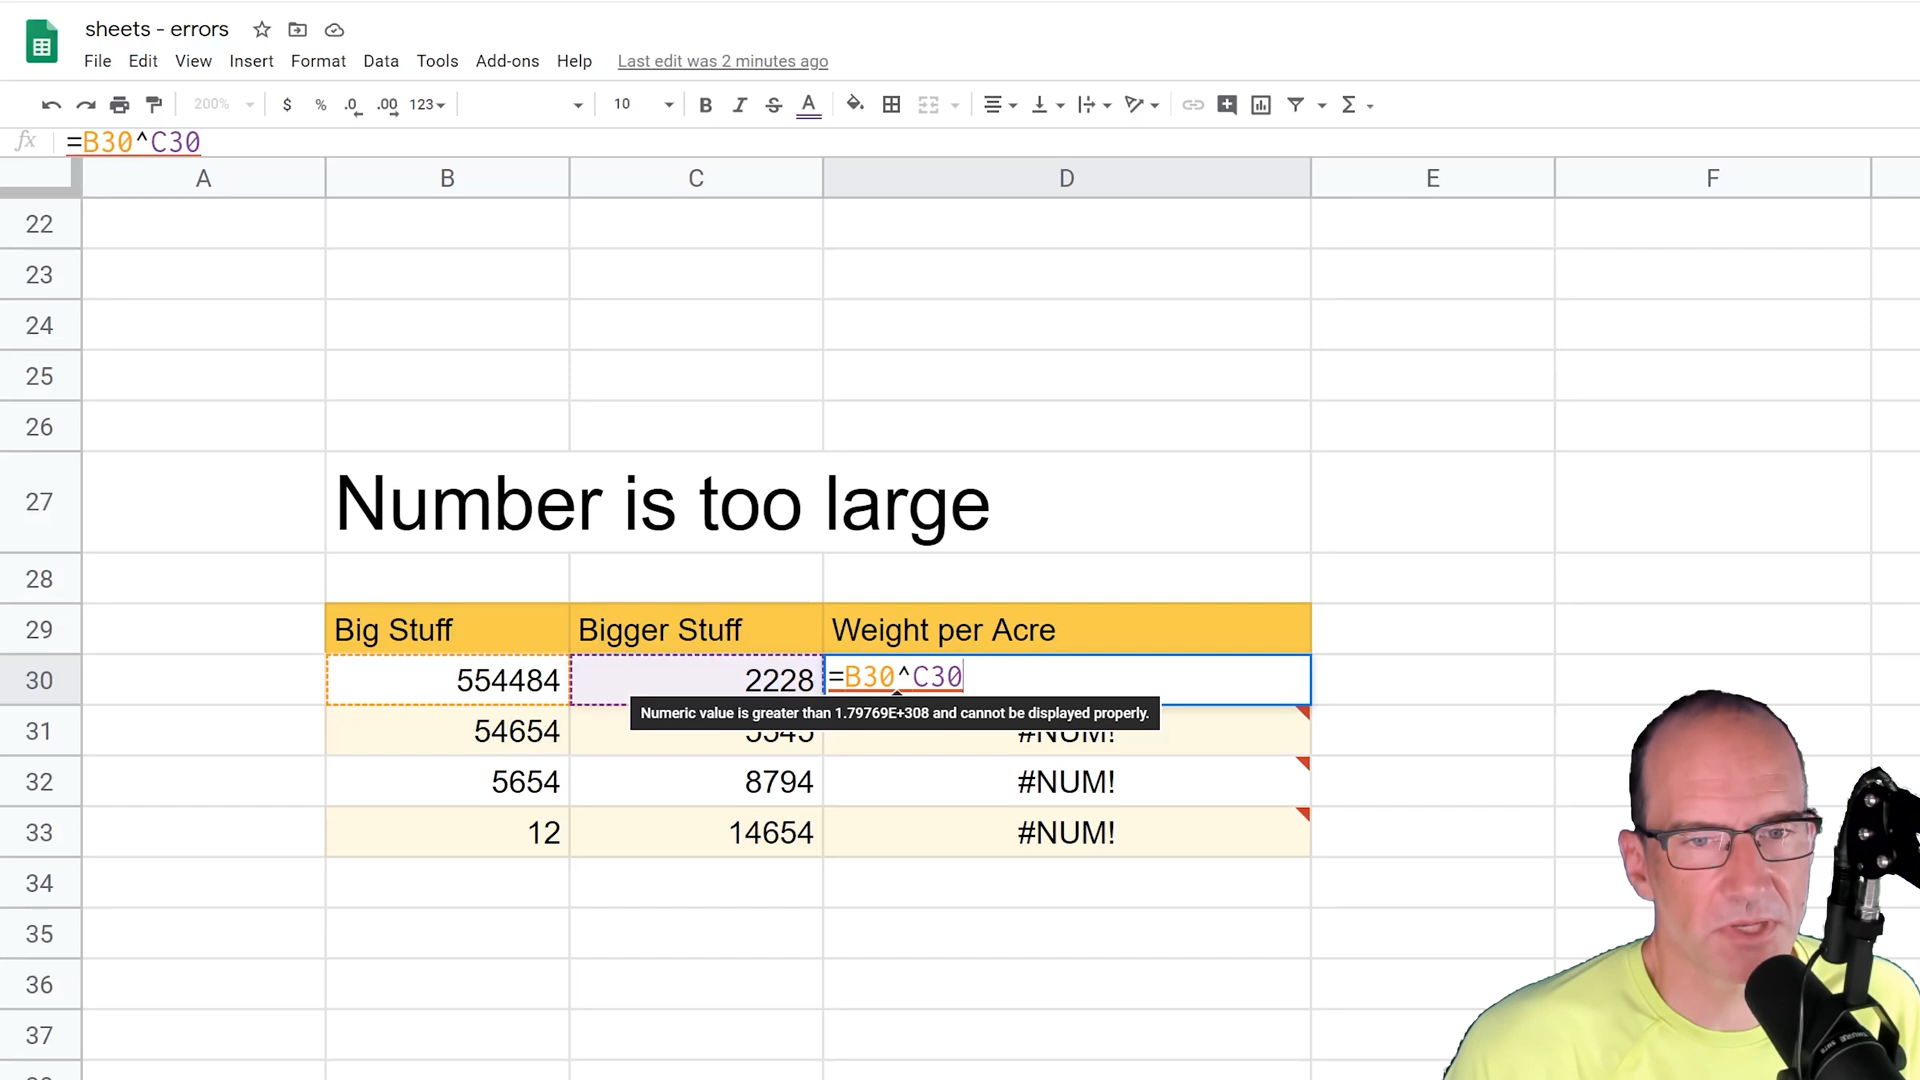 sheets - errors
File Edit View Insert Format Data Tools Add-ons Help Last edit was 2 minutes ago
200% $ % .0 .00 123 10 B I S A Σ
fx =B30^C30
A B C D E F
22
23
24
25
26
27 Number is too large
28
29 Big Stuff Bigger Stuff Weight per Acre
30 554484 2228 =B30^C30
Numeric value is greater than 1.79769E+308 and cannot be displayed properly.
31 54654 #NUM!
32 5654 8794 #NUM!
33 12 14654 #NUM!
34
35
36
37